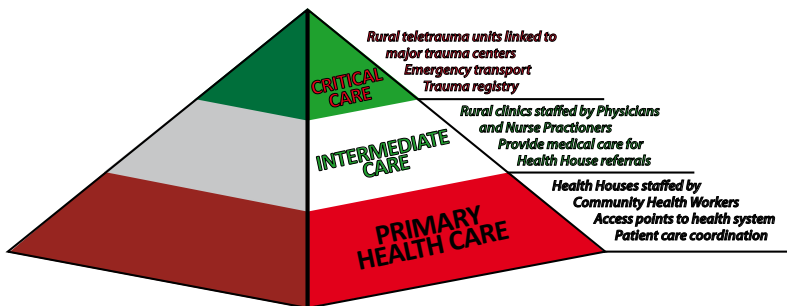 Rural teletrauma units linked to
major trauma centers
Emergency transport
Trauma registry
CRITICAL
CARE
Rural clinics staffed by Physicians
and Nurse Practioners
Provide medical care for
Health House referrals
INTERMEDIATE
CARE
Health Houses staffed by
Community Health Workers
Access points to health system
Patient care coordination
PRIMARY
HEALTH CARE